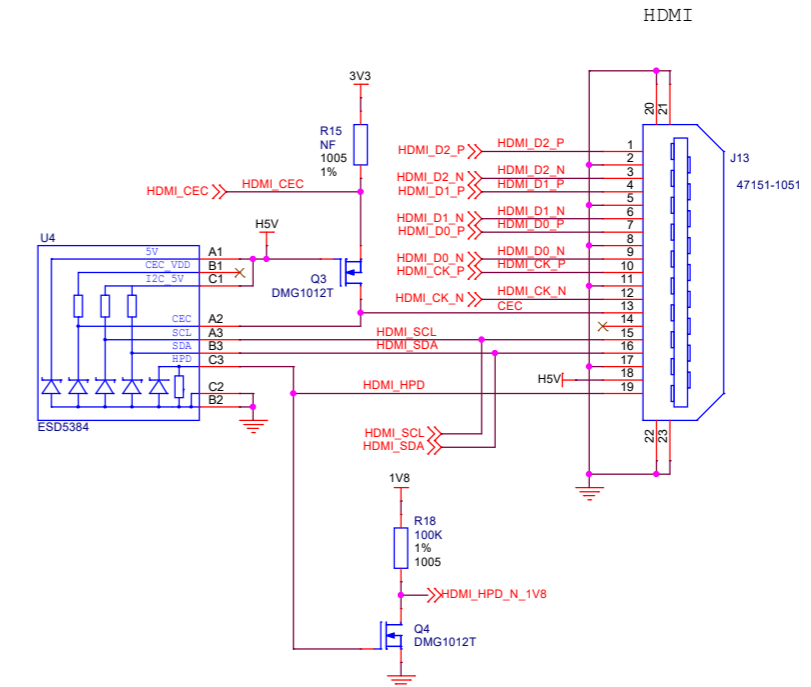 HDMI
3V3
R15
NF
1005
1%
HDMI_CEC
HDMI_CEC
H5V
U4
5V
A1
CEC_VDD
B1
I2C_5V
C1
CEC
A2
SCL
A3
SDA
B3
HPD
C3
C2
B2
ESD5384
Q3
DMG1012T
HDMI_D2_P
HDMI_D2_P
HDMI_D2_N
HDMI_D2_N
HDMI_D1_P
HDMI_D1_P
HDMI_D1_N
HDMI_D1_N
HDMI_D0_P
HDMI_D0_P
HDMI_D0_N
HDMI_D0_N
HDMI_CK_P
HDMI_CK_P
HDMI_CK_N
HDMI_CK_N
CEC
HDMI_SCL
HDMI_SDA
H5V
HDMI_HPD
HDMI_SCL
HDMI_SDA
20
21
1
2
3
4
5
6
7
8
9
10
11
12
13
14
15
16
17
18
19
22
23
J13
47151-1051
1V8
R18
100K
1%
1005
HDMI_HPD_N_1V8
Q4
DMG1012T